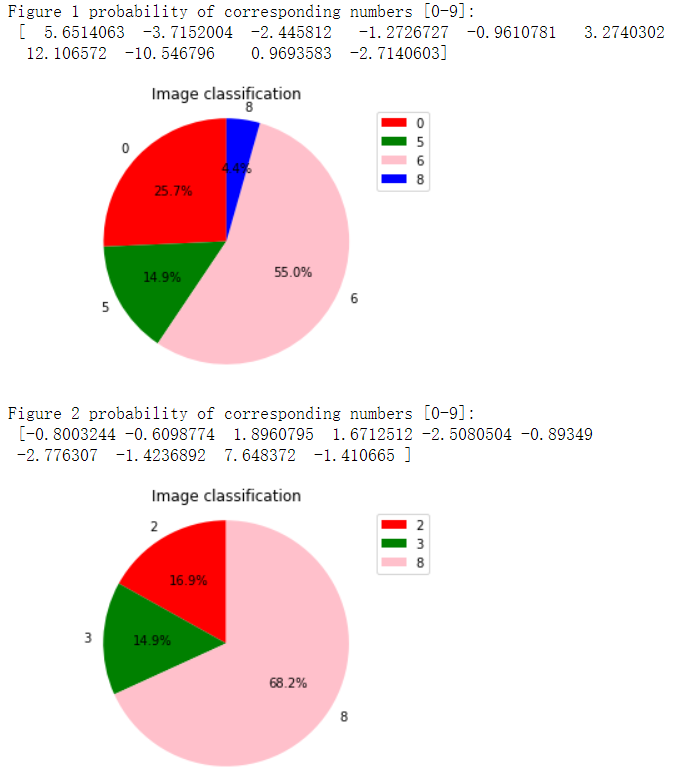 Figure 1 probability of corresponding numbers [0-9]:
[ 5.6514063 -3.7152004 -2.445812 -1.2726727 -0.9610781 3.2740302
12.106572 -10.546796 0.9693583 -2.7140603]
Image classification
8
0
4.4%
25.7%
14.9%
55.0%
5
6
0
5
6
8
Figure 2 probability of corresponding numbers [0-9]:
[-0.8003244 -0.6098774 1.8960795 1.6712512 -2.5080504 -0.89349
-2.776307 -1.4236892 7.648372 -1.410665 ]
Image classification
2
16.9%
3
14.9%
68.2%
8
2
3
8